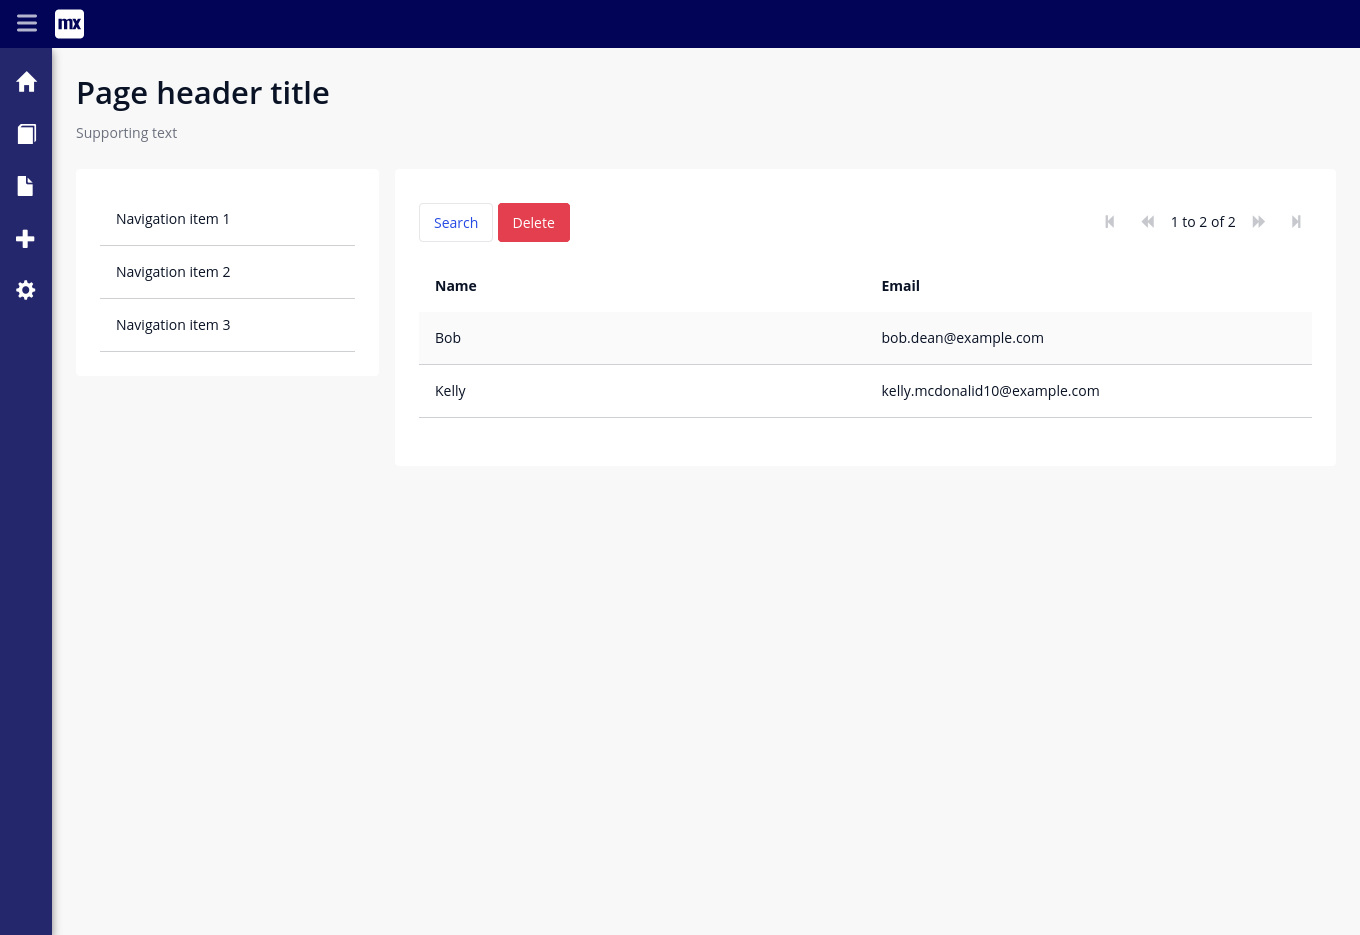 mx
Page header title
Supporting text
Navigation item 1
Navigation item 2
Navigation item 3
Search Delete 1 to 2 of 2
Name Email
Bob bob.dean@example.com
Kelly kelly.mcdonalid10@example.com